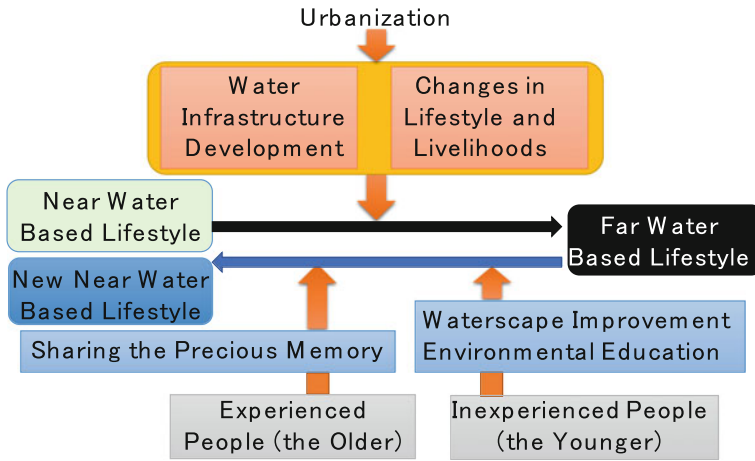 Urbanization
Water
Infrastructure
Development
Changes in
Lifestyle and
Livelihoods
Near Water
Based Lifestyle
Far Water
Based Lifestyle
New Near Water
Based Lifestyle
Sharing the Precious Memory
Waterscape Improvement
Environmental Education
Experienced
People (the Older)
Inexperienced People
(the Younger)